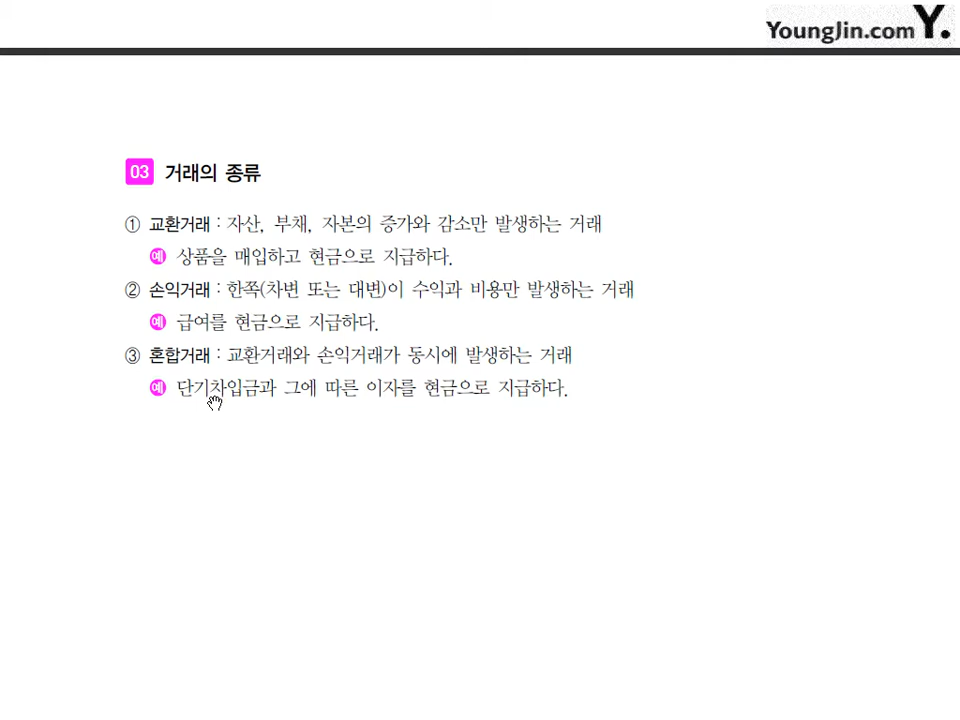 YoungJin.com Y.
03 거래의 종류
① 교환거래 : 자산, 부채, 자본의 증가와 감소만 발생하는 거래
예 상품을 매입하고 현금으로 지급하다.
② 손익거래 : 한쪽(차변 또는 대변)이 수익과 비용만 발생하는 거래
예 급여를 현금으로 지급하다.
③ 혼합거래 : 교환거래와 손익거래가 동시에 발생하는 거래
예 단기차입금과 그에 따른 이자를 현금으로 지급하다.